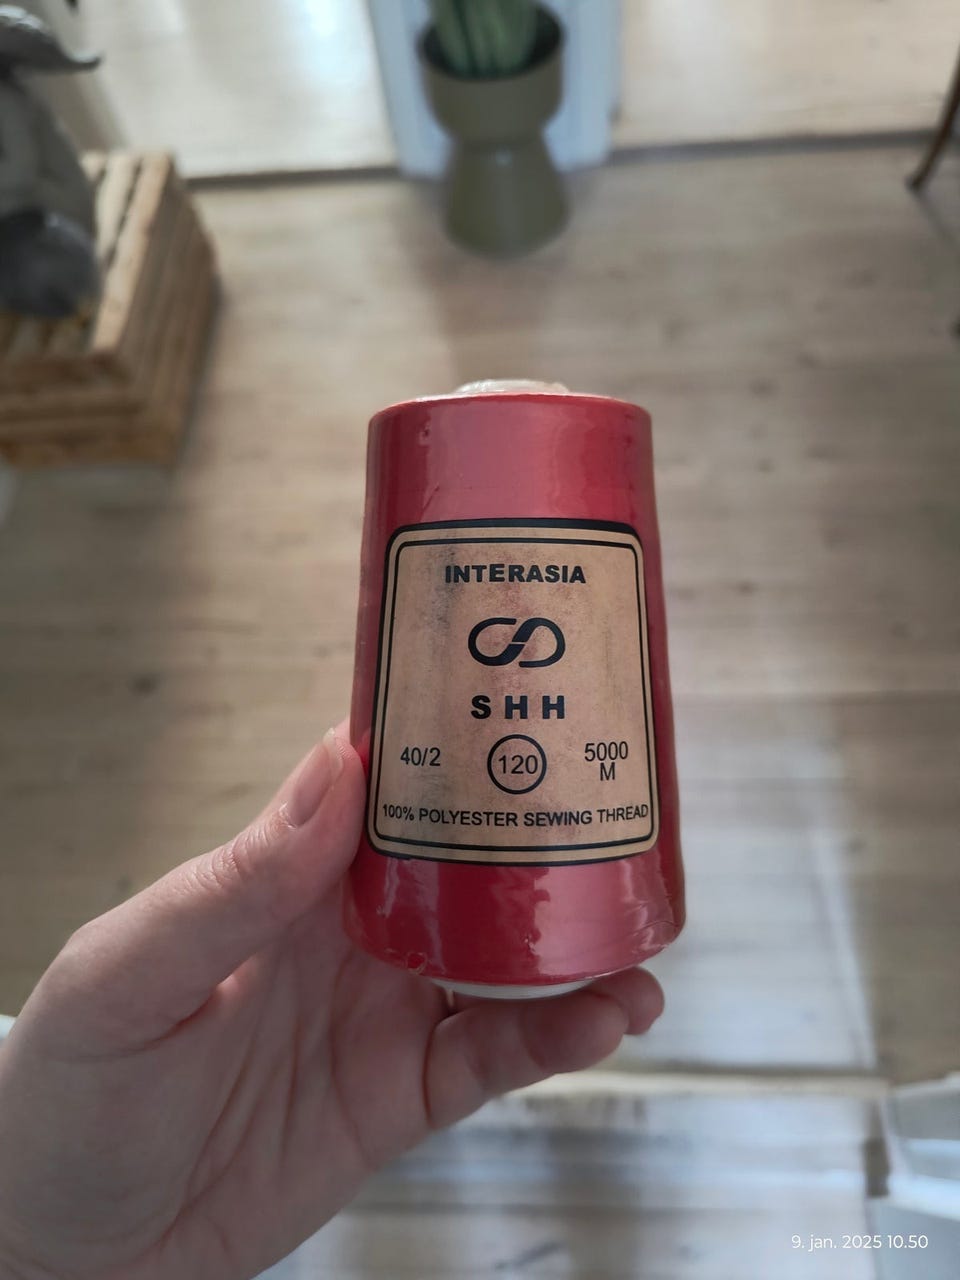 INTERASIA
SHH
40/2 120 5000 M
100% POLYESTER SEWING THREAD
9. jan. 2025 10.50